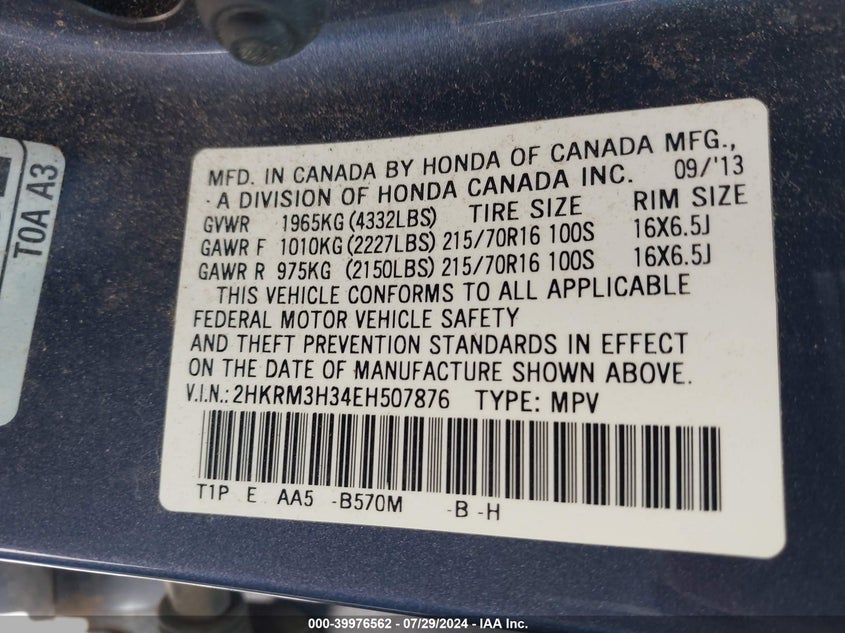 TOA A3
MFD. IN CANADA BY HONDA OF CANADA MFG.,
A DIVISION OF HONDA CANADA INC. 09/'13
GVWR 1965KG (4332LBS) TIRE SIZE RIM SIZE
GAWR F 1010KG (2227LBS) 215/70R16 100S 16X6.5J
GAWR R 975KG (2150LBS) 215/70R16 100S 16X6.5J
THIS VEHICLE CONFORMS TO ALL APPLICABLE
FEDERAL MOTOR VEHICLE SAFETY
AND THEFT PREVENTION STANDARDS IN EFFECT
ON THE DATE OF MANUFACTURE SHOWN ABOVE.
V.I.N.: 2HKRM3H34EH507876 TYPE: MPV
T1P E AA5 -B570M -B -H
000-39976562 - 07/29/2024 - IAA Inc.